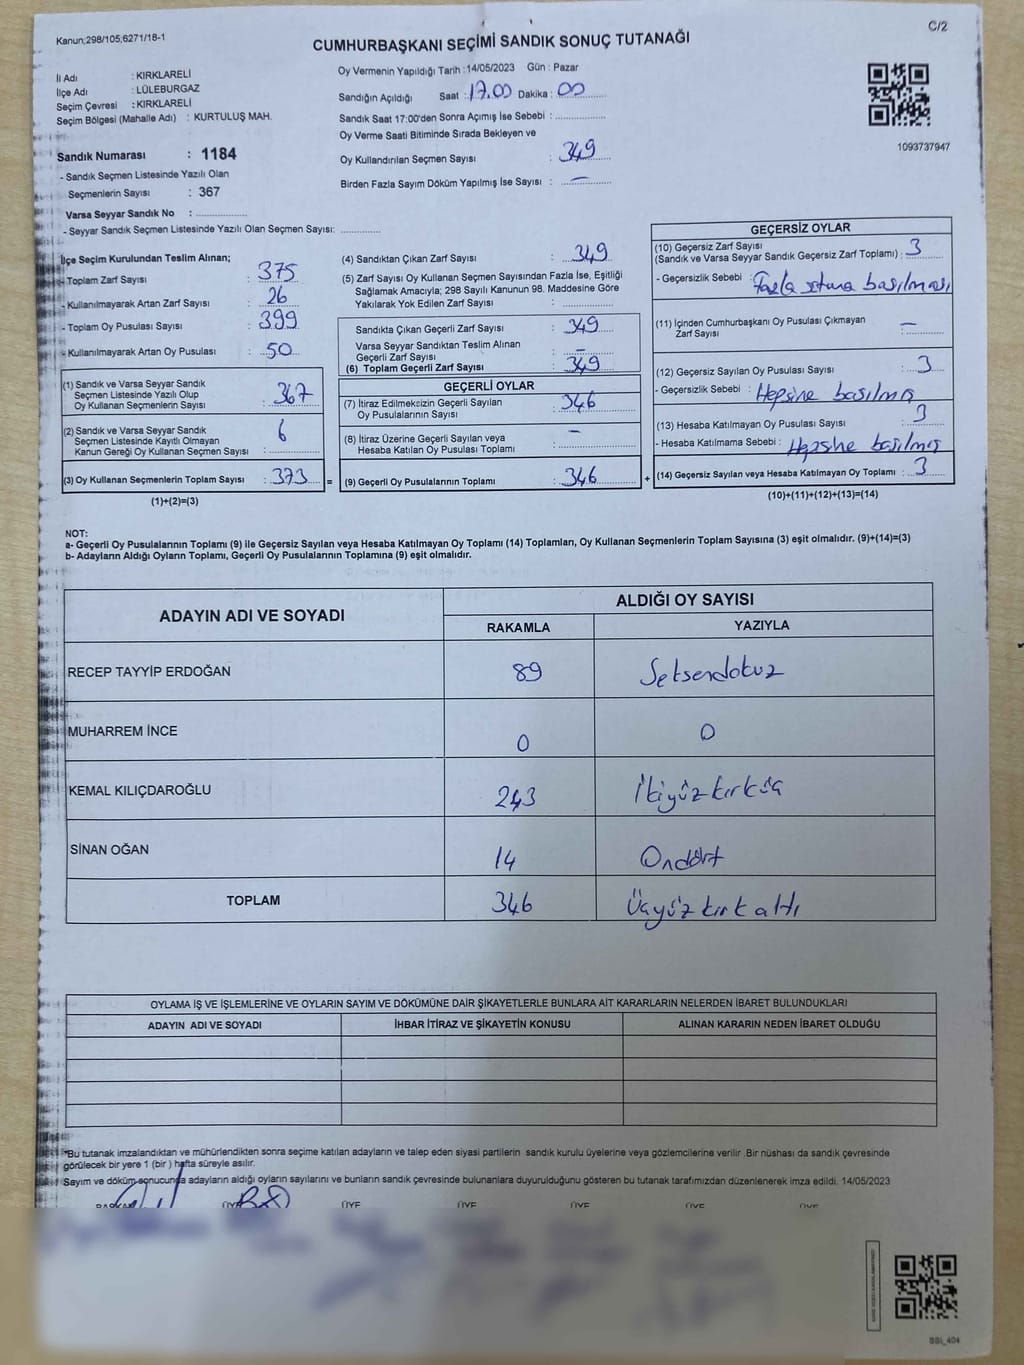 Kanun;298/105,6271/18-1
C/2
CUMHURBAŞKANI SEÇİMİ SANDIK SONUÇ TUTANAĞI
İl Adı : KIRKLARELİ
İlçe Adı : LÜLEBURGAZ
Seçim Çevresi : KIRKLARELİ
Seçim Bölgesi (Mahalle Adı) : KURTULUŞ MAH.
Sandık Numarası : 1184
- Sandık Seçmen Listesinde Yazılı Olan
Seçmenlerin Sayısı : 367
Varsa Seyyar Sandık No :
- Seyyar Sandık Seçmen Listesinde Yazılı Olan Seçmen Sayısı:
Oy Vermenin Yapıldığı Tarih :14/05/2023 Gün : Pazar
Sandığın Açıldığı Saat : 17.00 Dakika : 00
Sandık Saat 17:00'den Sonra Açımış İse Sebebi :
Oy Verme Saati Bitiminde Sırada Bekleyen ve
Oy Kullandırılan Seçmen Sayısı : 349
Birden Fazla Sayım Döküm Yapılmış İse Sayısı : —
1093737947
İlçe Seçim Kurulundan Teslim Alınan;
- Toplam Zarf Sayısı : 375
- Kullanılmayarak Artan Zarf Sayısı : 26
- Toplam Oy Pusulası Sayısı : 399
- Kullanılmayarak Artan Oy Pusulası : 50
(1) Sandık ve Varsa Seyyar Sandık
Seçmen Listesinde Yazılı Olup
Oy Kullanan Seçmenlerin Sayısı : 367
(2) Sandık ve Varsa Seyyar Sandık
Seçmen Listesinde Kayıtlı Olmayan
Kanun Gereği Oy Kullanan Seçmen Sayısı : 6
(3) Oy Kullanan Seçmenlerin Toplam Sayısı : 373 =
(1)+(2)=(3)
(4) Sandıktan Çıkan Zarf Sayısı : 349
(5) Zarf Sayısı Oy Kullanan Seçmen Sayısından Fazla İse, Eşitliği
Sağlamak Amacıyla; 298 Sayılı Kanunun 98. Maddesine Göre
Yakılarak Yok Edilen Zarf Sayısı :
Sandıkta Çıkan Geçerli Zarf Sayısı : 349
Varsa Seyyar Sandıktan Teslim Alınan
Geçerli Zarf Sayısı : —
(6) Toplam Geçerli Zarf Sayısı : 349
GEÇERLİ OYLAR
(7) İtiraz Edilmeksizin Geçerli Sayılan
Oy Pusulalarının Sayısı : 346
(8) İtiraz Üzerine Geçerli Sayılan veya
Hesaba Katılan Oy Pusulası Toplamı : —
(9) Geçerli Oy Pusulalarının Toplamı : 346 +
GEÇERSİZ OYLAR
(10) Geçersiz Zarf Sayısı
(Sandık ve Varsa Seyyar Sandık Geçersiz Zarf Toplamı) : 3
- Geçersizlik Sebebi : Fazla sütuna basılması
(11) İçinden Cumhurbaşkanı Oy Pusulası Çıkmayan
Zarf Sayısı : —
(12) Geçersiz Sayılan Oy Pusulası Sayısı : 3
- Geçersizlik Sebebi : Hepsine basılmış
(13) Hesaba Katılmayan Oy Pusulası Sayısı : 3
- Hesaba Katılmama Sebebi : Hepsine basılmış
(14) Geçersiz Sayılan veya Hesaba Katılmayan Oy Toplamı : 3
(10)+(11)+(12)+(13)=(14)
NOT:
a- Geçerli Oy Pusulalarının Toplamı (9) ile Geçersiz Sayılan veya Hesaba Katılmayan Oy Toplamı (14) Toplamları, Oy Kullanan Seçmenlerin Toplam Sayısına (3) eşit olmalıdır. (9)+(14)=(3)
b- Adayların Aldığı Oyların Toplamı, Geçerli Oy Pusulalarının Toplamına (9) eşit olmalıdır.
ADAYIN ADI VE SOYADI
ALDIĞI OY SAYISI
RAKAMLA YAZIYLA
RECEP TAYYİP ERDOĞAN 89 Seksendokuz
MUHARREM İNCE 0 0
KEMAL KILIÇDAROĞLU 243 İkiyüzkırküç
SİNAN OĞAN 14 Ondört
TOPLAM 346 Üçyüz kırk altı
OYLAMA İŞ VE İŞLEMLERİNE VE OYLARIN SAYIM VE DÖKÜMÜNE DAİR ŞİKAYETLERLE BUNLARA AİT KARARLARIN NELERDEN İBARET BULUNDUKLARI
ADAYIN ADI VE SOYADI İHBAR İTİRAZ VE ŞİKAYETİN KONUSU ALINAN KARARIN NEDEN İBARET OLDUĞU
*Bu tutanak imzalandıktan ve mühürlendikten sonra seçime katılan adayların ve talep eden siyasi partilerin sandık kurulu üyelerine veya gözlemcilerine verilir .Bir nüshası da sandık çevresinde
görülecek bir yere 1 (bir ) hafta süreyle asılır.
Sayım ve döküm sonucunda adayların aldığı oyların sayılarını ve bunların sandık çevresinde bulunanlara duyurulduğunu gösteren bu tutanak tarafımızdan düzenlenerek imza edildi. 14/05/2023
BAŞKAN ÜYE ÜYE ÜYE ÜYE ÜYE ÜYE
SSI_404